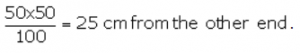 50x50/100 = 25 cm from the other end.